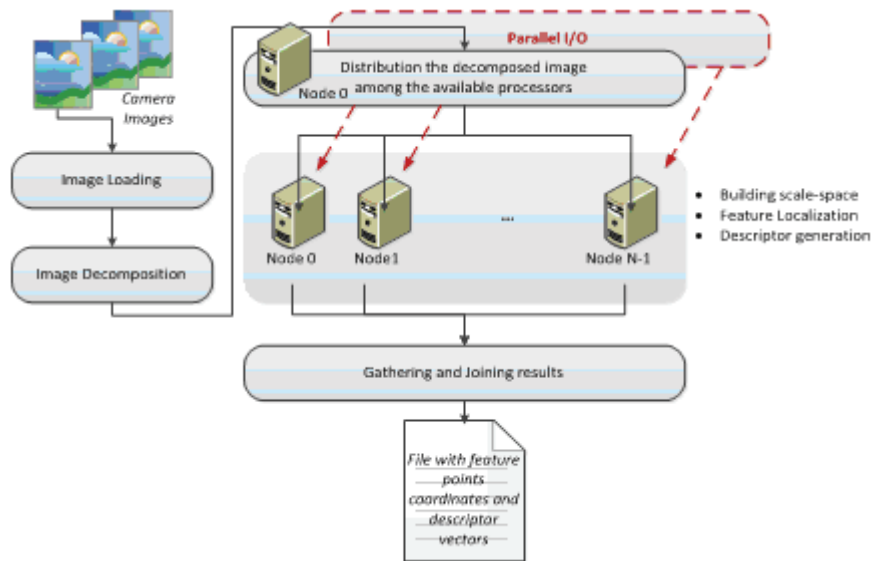 Camera
Images
Image Loading
Image Decomposition
Parallel I/O
Node 0
Distribution the decomposed image
among the available processors
Node 0
Node1
...
Node N-1
• Building scale-space
• Feature Localization
• Descriptor generation
Gathering and Joining results
File with feature
points
coordinates and
descriptor
vectors